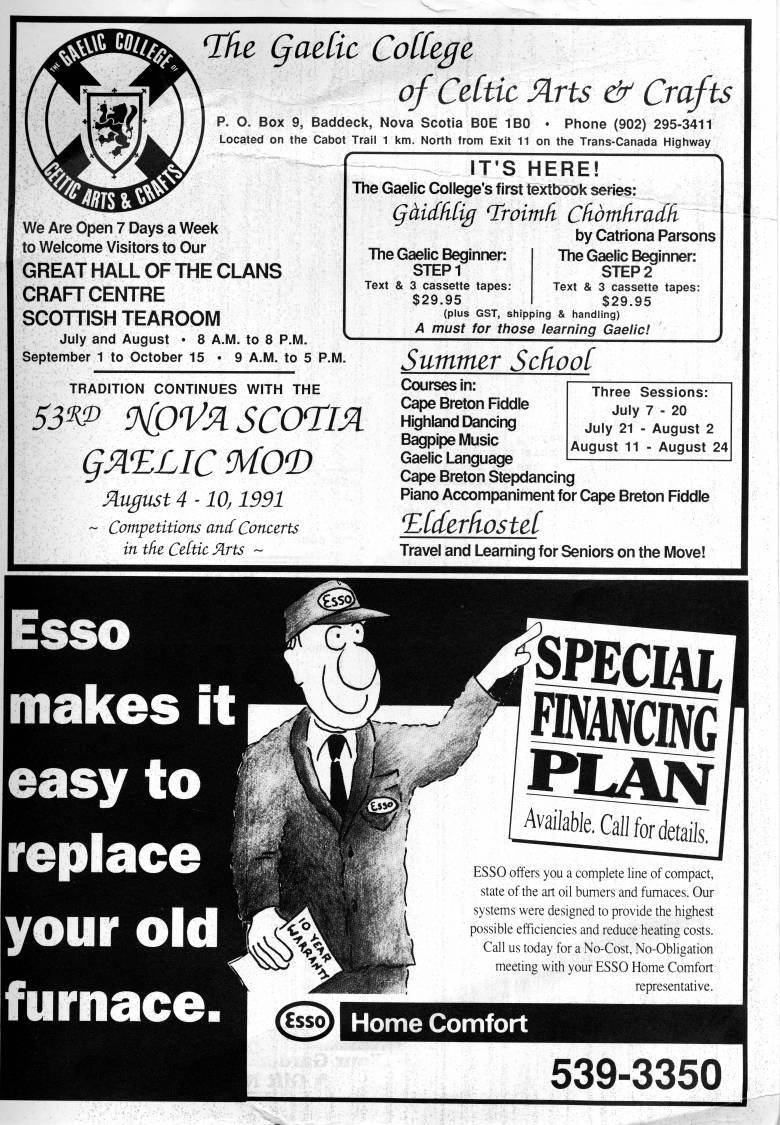 THE GAELIC COLLEGE OF
CELTIC ARTS & CRAFTS
The Gaelic College
of Celtic Arts & Crafts
P. O. Box 9, Baddeck, Nova Scotia B0E 1B0 • Phone (902) 295-3411
Located on the Cabot Trail 1 km. North from Exit 11 on the Trans-Canada Highway
IT'S HERE!
The Gaelic College's first textbook series:
Gàidhlig Troimh Chòmhradh
by Catriona Parsons
The Gaelic Beginner:
STEP 1
Text & 3 cassette tapes:
$29.95
The Gaelic Beginner:
STEP 2
Text & 3 cassette tapes:
$29.95
(plus GST, shipping & handling)
A must for those learning Gaelic!
We Are Open 7 Days a Week
to Welcome Visitors to Our
GREAT HALL OF THE CLANS
CRAFT CENTRE
SCOTTISH TEAROOM
July and August • 8 A.M. to 8 P.M.
September 1 to October 15 • 9 A.M. to 5 P.M.
TRADITION CONTINUES WITH THE
53RD NOVA SCOTIA
GAELIC MOD
August 4 - 10, 1991
~ Competitions and Concerts
in the Celtic Arts ~
Summer School
Courses in:
Cape Breton Fiddle
Highland Dancing
Bagpipe Music
Gaelic Language
Cape Breton Stepdancing
Piano Accompaniment for Cape Breton Fiddle
Three Sessions:
July 7 - 20
July 21 - August 2
August 11 - August 24
Elderhostel
Travel and Learning for Seniors on the Move!
Esso
makes it
easy to
replace
your old
furnace.
Esso
Esso
10 YEAR
WARRANTY
SPECIAL
FINANCING
PLAN
Available. Call for details.
ESSO offers you a complete line of compact,
state of the art oil burners and furnaces. Our
systems were designed to provide the highest
possible efficiencies and reduce heating costs.
Call us today for a No-Cost, No-Obligation
meeting with your ESSO Home Comfort
representative.
Esso Home Comfort
539-3350